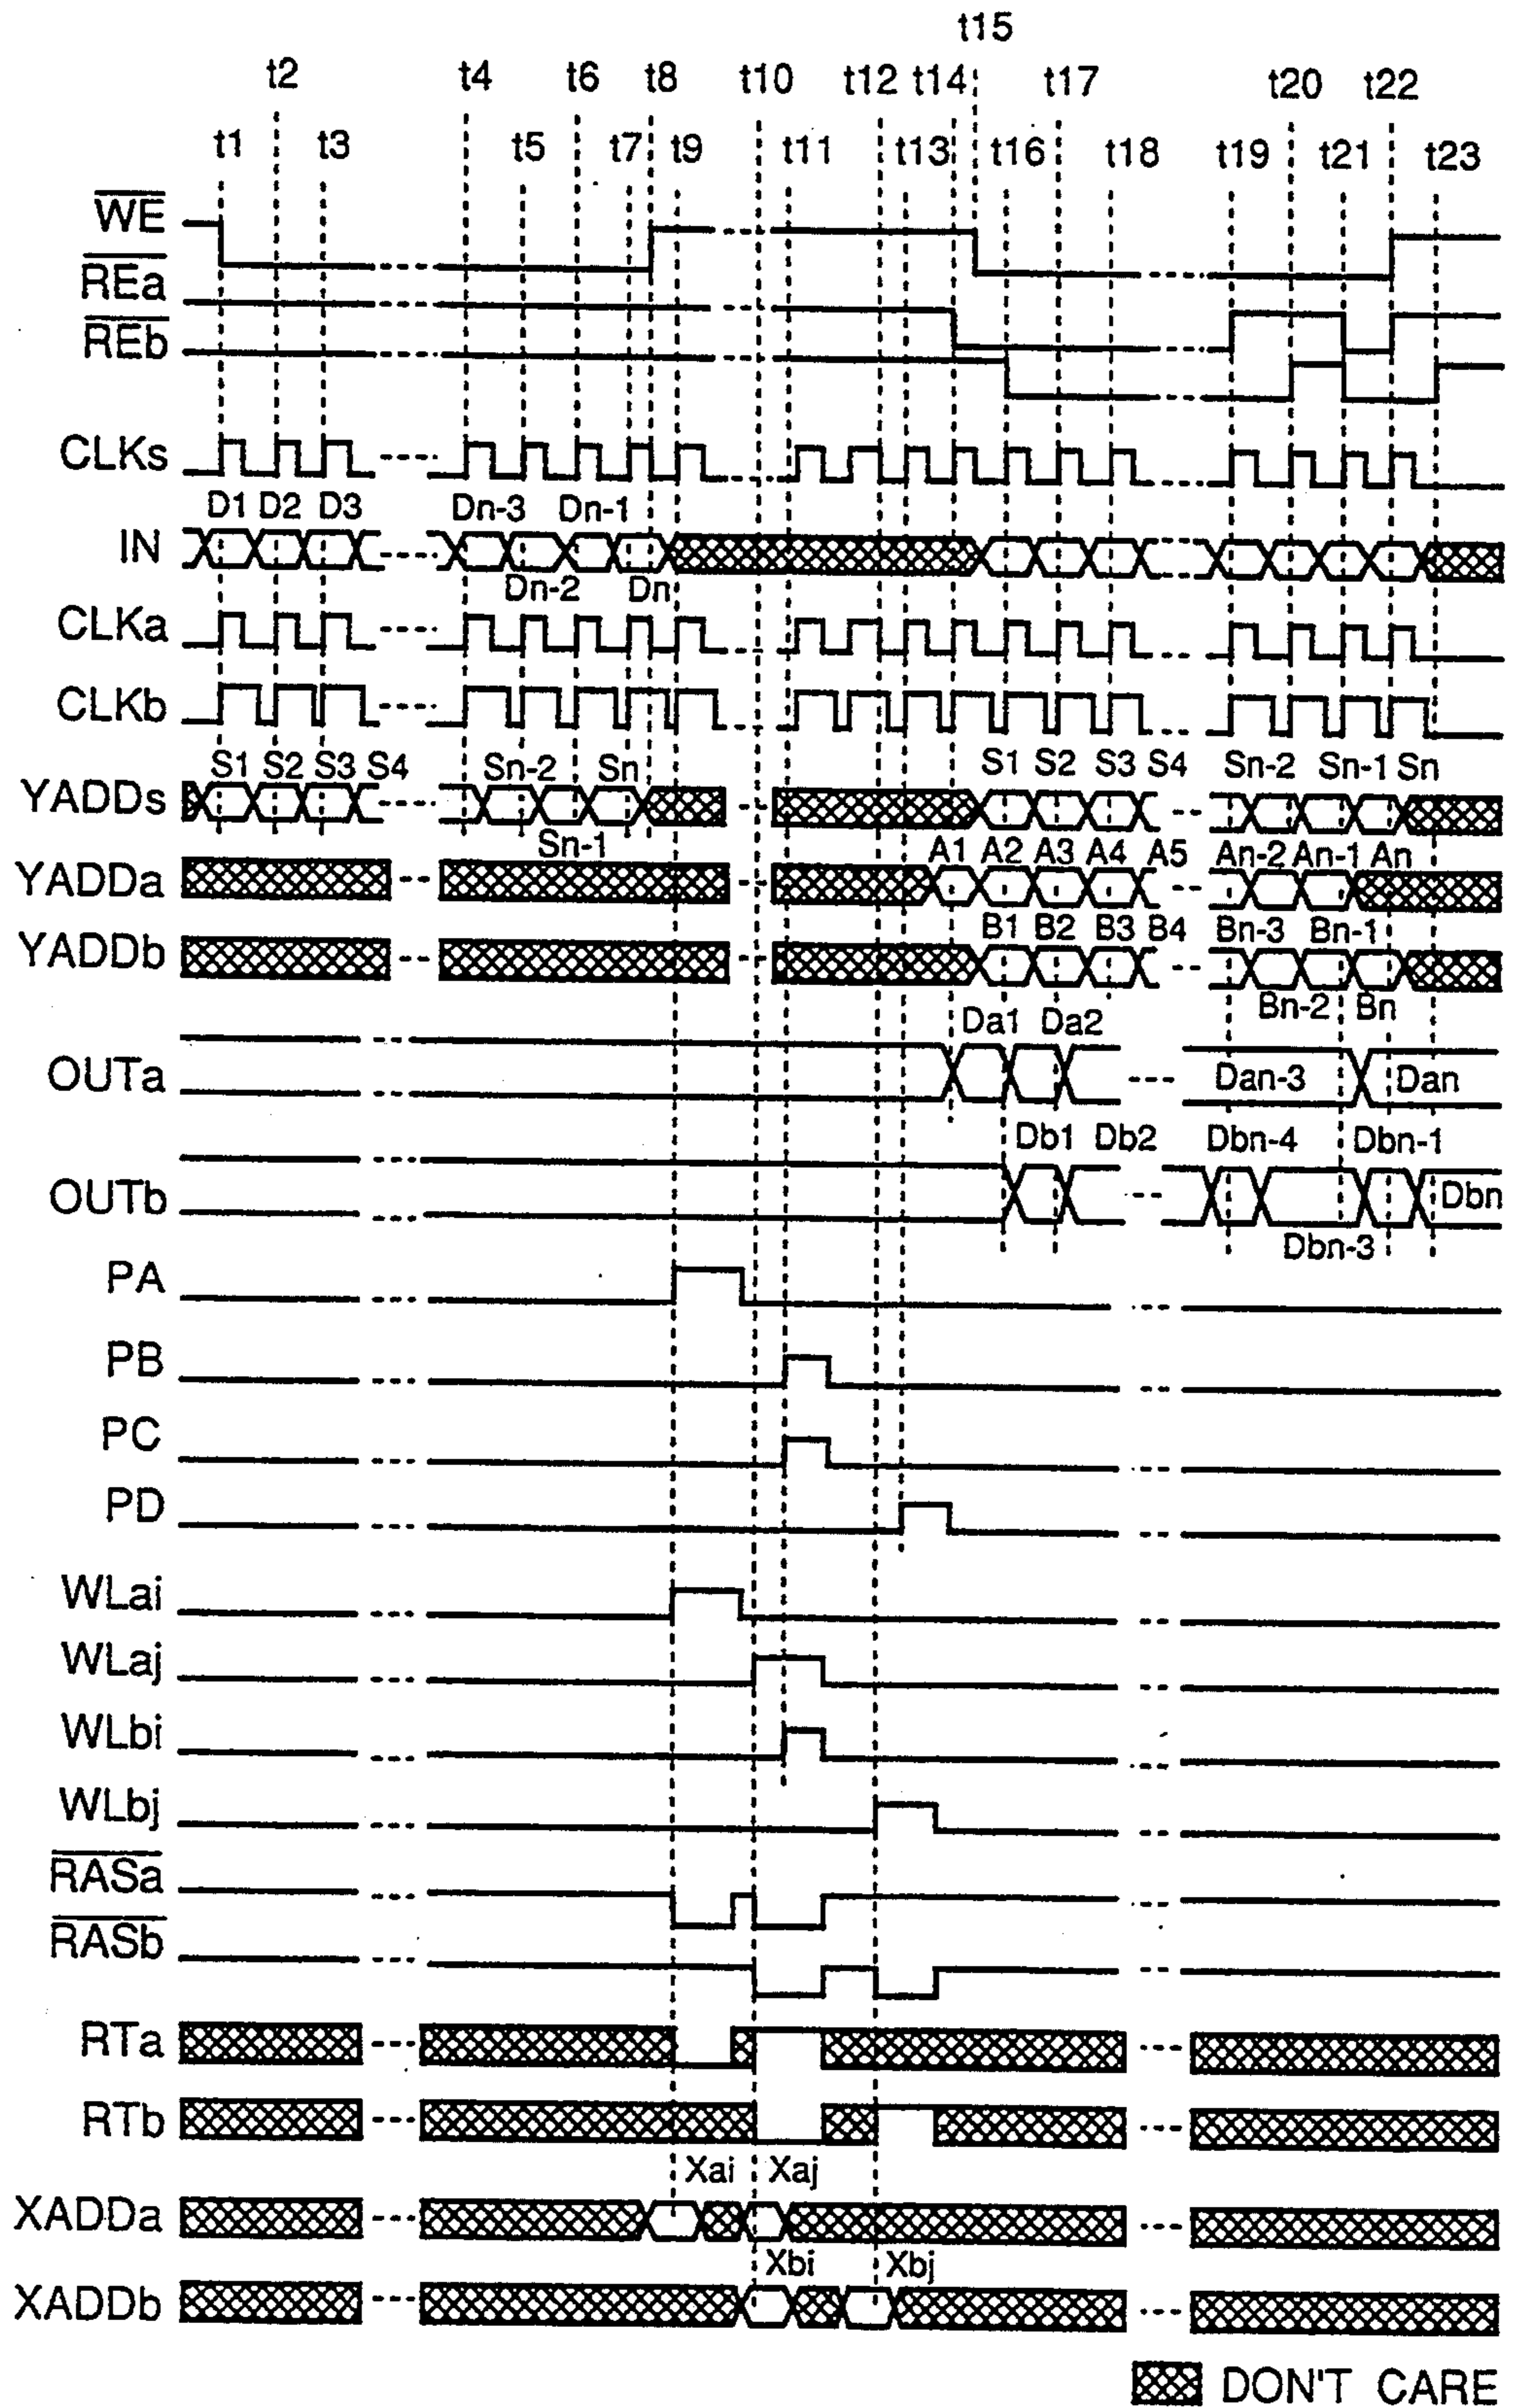 t15
t2 t4 t6 t8 t10 t12 t14 t17 t20 t22
t1 t3 t5 t7 t9 t11 t13 t16 t18 t19 t21 t23
WE
REa
REb
CLKs
D1 D2 D3 Dn-3 Dn-1
IN
Dn-2 Dn
CLKa
CLKb
S1 S2 S3 S4 Sn-2 Sn S1 S2 S3 S4 Sn-2 Sn-1 Sn
YADDs
Sn-1
A1 A2 A3 A4 A5 An-2 An-1 An
YADDa
B1 B2 B3 B4 Bn-3 Bn-1
YADDb
Bn-2 Bn
Da1 Da2
OUTa Dan-3 Dan
Db1 Db2 Dbn-4 Dbn-1
OUTb Dbn
Dbn-3
PA
PB
PC
PD
WLai
WLaj
WLbi
WLbj
RASa
RASb
RTa
RTb
Xai Xaj
XADDa
Xbi Xbj
XADDb
DON'T CARE